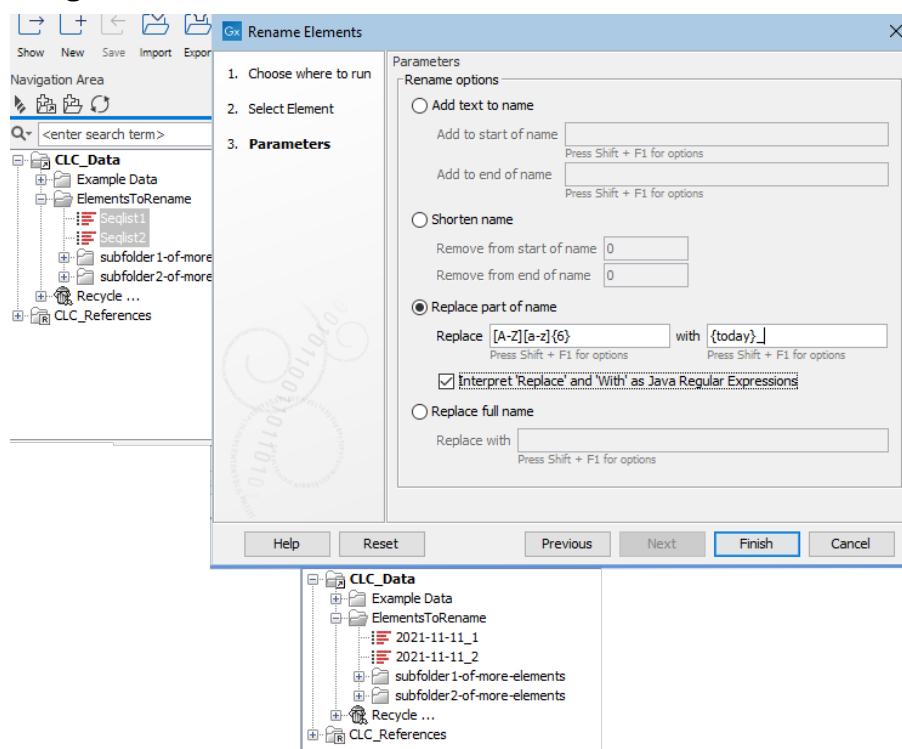 Show New Save Import Expor
Navigation Area
<enter search term>
CLC_Data
Example Data
ElementsToRename
Seqlist1
Seqlist2
subfolder1-of-more
subfolder2-of-more
Recycle ...
CLC_References
Gx Rename Elements
1. Choose where to run
2. Select Element
3. Parameters
Parameters
Rename options
Add text to name
Add to start of name
Press Shift + F1 for options
Add to end of name
Press Shift + F1 for options
Shorten name
Remove from start of name 0
Remove from end of name 0
Replace part of name
Replace [A-Z][a-z]{6} with {today}_
Press Shift + F1 for options Press Shift + F1 for options
Interpret 'Replace' and 'With' as Java Regular Expressions
Replace full name
Replace with
Press Shift + F1 for options
Help Reset Previous Next Finish Cancel
CLC_Data
Example Data
ElementsToRename
2021-11-11_1
2021-11-11_2
subfolder1-of-more-elements
subfolder2-of-more-elements
Recycle ...
CLC_References